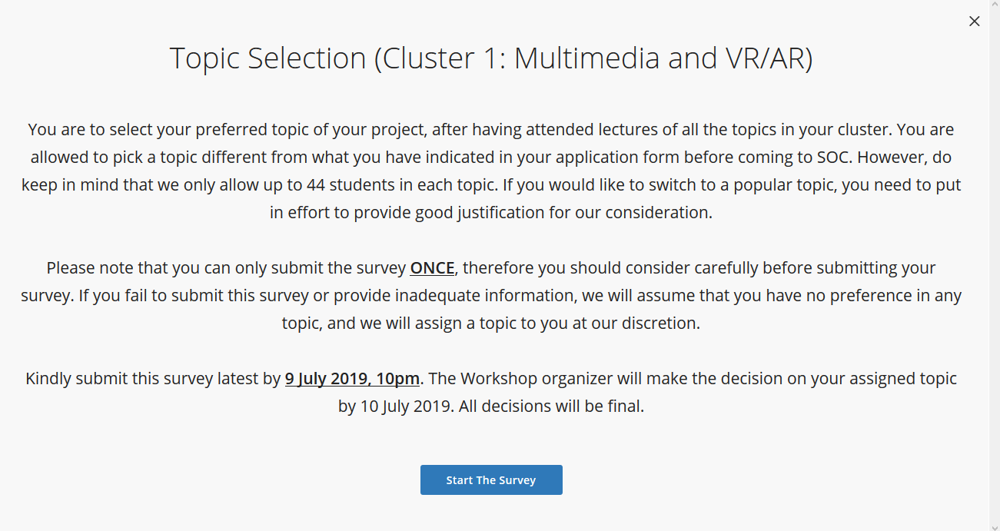 Topic Selection (Cluster 1: Multimedia and VR/AR)
You are to select your preferred topic of your project, after having attended lectures of all the topics in your cluster. You are
allowed to pick a topic different from what you have indicated in your application form before coming to SOC. However, do
keep in mind that we only allow up to 44 students in each topic. If you would like to switch to a popular topic, you need to put
in effort to provide good justification for our consideration.
Please note that you can only submit the survey ONCE, therefore you should consider carefully before submitting your
survey. If you fail to submit this survey or provide inadequate information, we will assume that you have no preference in any
topic, and we will assign a topic to you at our discretion.
Kindly submit this survey latest by 9 July 2019, 10pm. The Workshop organizer will make the decision on your assigned topic
by 10 July 2019. All decisions will be final.
Start The Survey